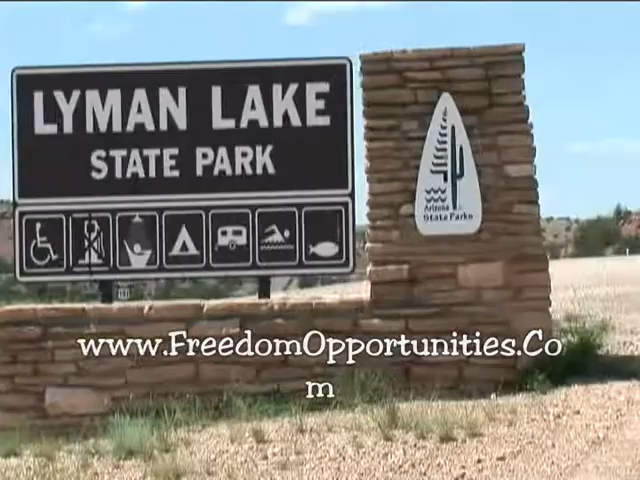 LYMAN LAKE
STATE PARK
Arizona
State Parks
www.FreedomOpportunities.Co
m